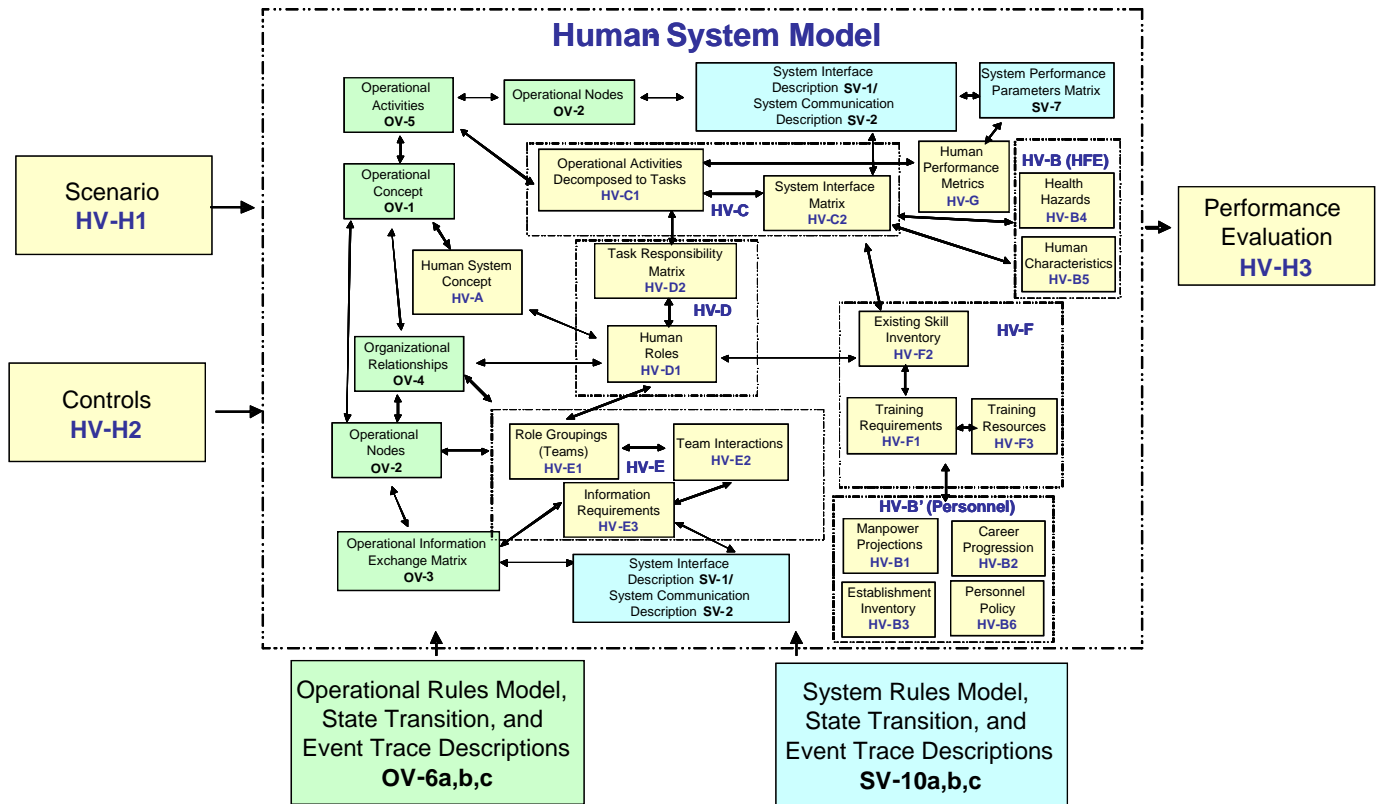 Human- System Model
Operational
Activities
OV-5
Operational Nodes
OV-2
System Interface
Description SV-1/
System Communication
Description SV-2
System Performance
Parameters Matrix
SV-7
Scenario
HV-H1
Operational
Concept
OV-1
Operational Activities
Decomposed to Tasks
HV-C1
HV-C
System Interface
Matrix
HV-C2
Human
Performance
Metrics
HV-G
HV-B (HFE)
Health
Hazards
HV-B4
Human
Characteristics
HV-B5
Performance
Evaluation
HV-H3
Human System
Concept
HV-A
Task Responsibility
Matrix
HV-D2
HV-D
Human
Roles
HV-D1
Existing Skill
Inventory
HV-F2
HV-F
Controls
HV-H2
Organizational
Relationships
OV-4
Operational
Nodes
OV-2
Role Groupings
(Teams)
HV-E1
HV-E
Team Interactions
HV-E2
Information
Requirements
HV-E3
Training
Requirements
HV-F1
Training
Resources
HV-F3
Operational Information
Exchange Matrix
OV-3
System Interface
Description SV-1/
System Communication
Description SV-2
HV-B' (Personnel)
Manpower
Projections
HV-B1
Career
Progression
HV-B2
Establishment
Inventory
HV-B3
Personnel
Policy
HV-B6
Operational Rules Model,
State Transition, and
Event Trace Descriptions
OV-6a,b,c
System Rules Model,
State Transition, and
Event Trace Descriptions
SV-10a,b,c